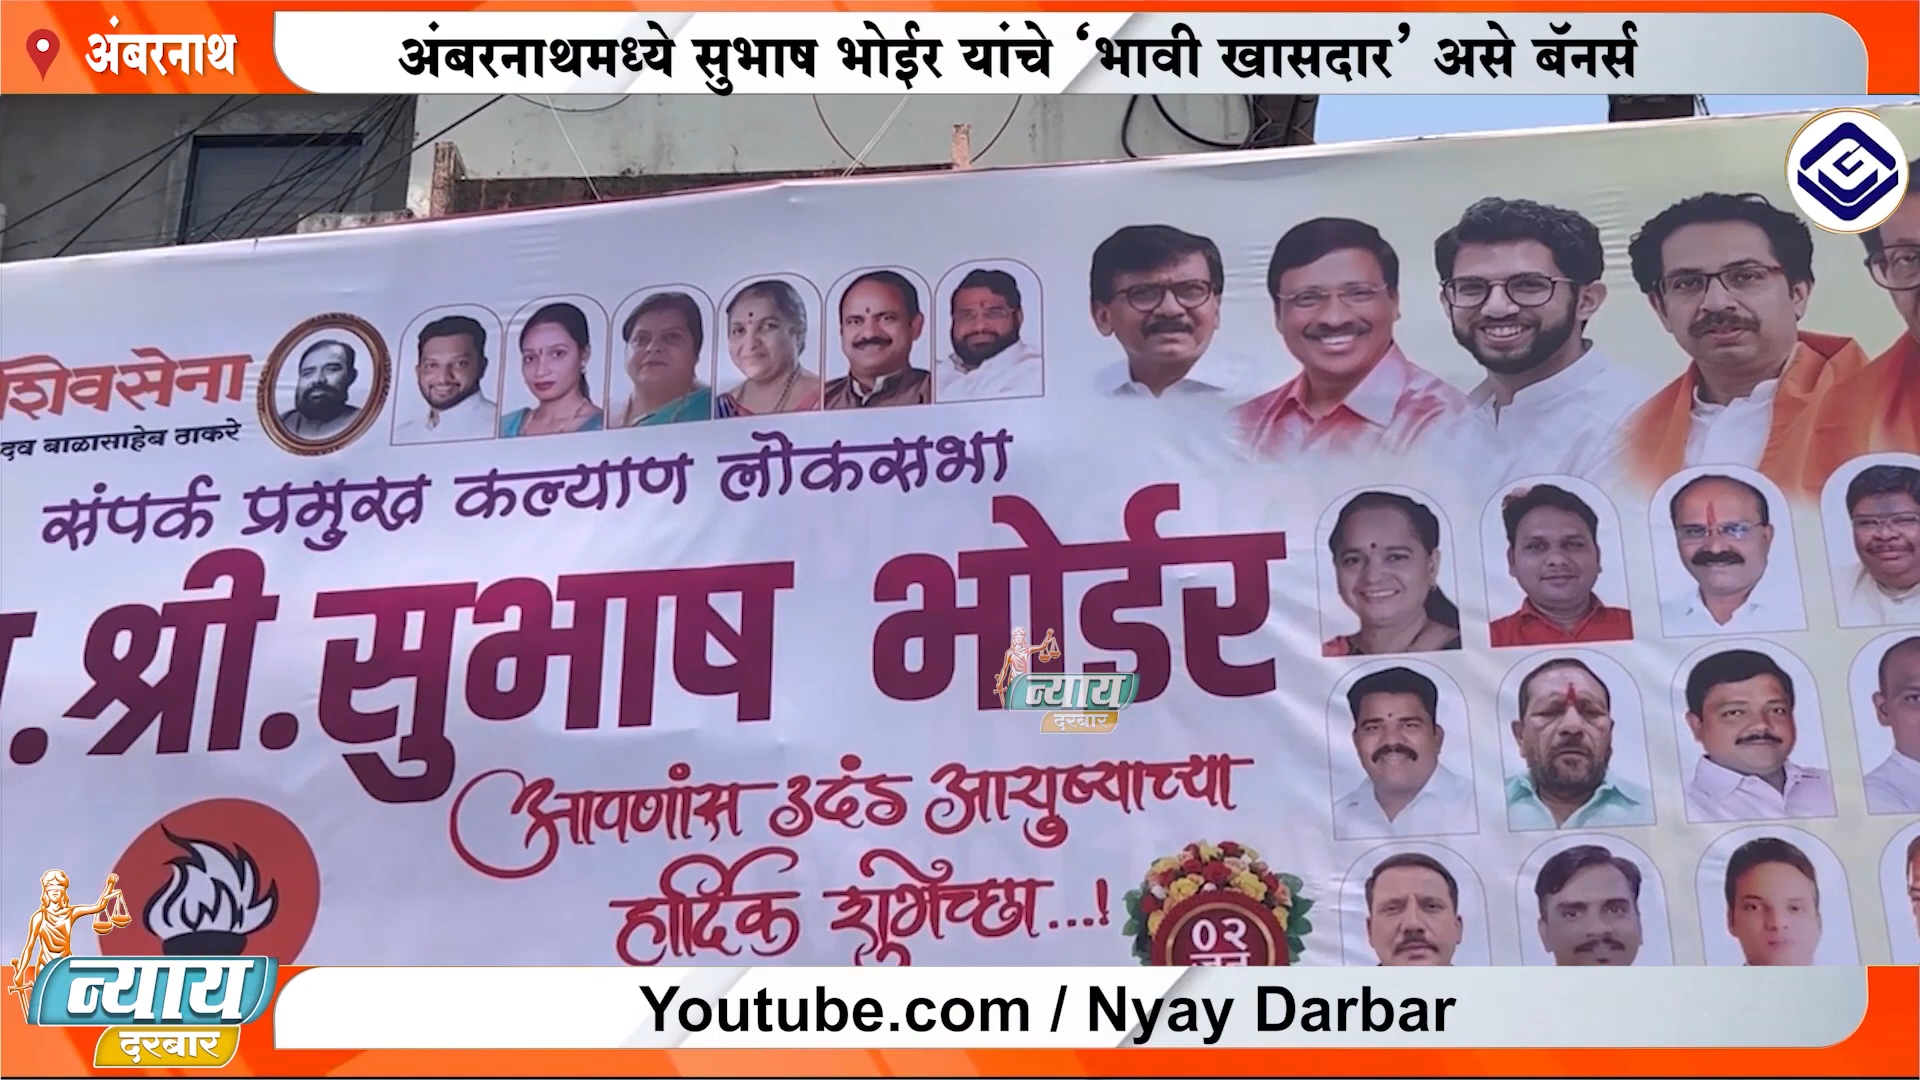 अंबरनाथ
अंबरनाथमध्ये सुभाष भोईर यांचे ‘भावी खासदार’ असे बॅनर्स
शिवसेना
बाळासाहेब ठाकरे
संपर्क प्रमुख कल्याण लोकसभा
.श्री.सुभाष भोईर
न्याय
दरबार
आपणांस उदंड आयुष्याच्या
हार्दिक शुभेच्छा...!
०२
जून
न्याय
दरबार
Youtube.com / Nyay Darbar